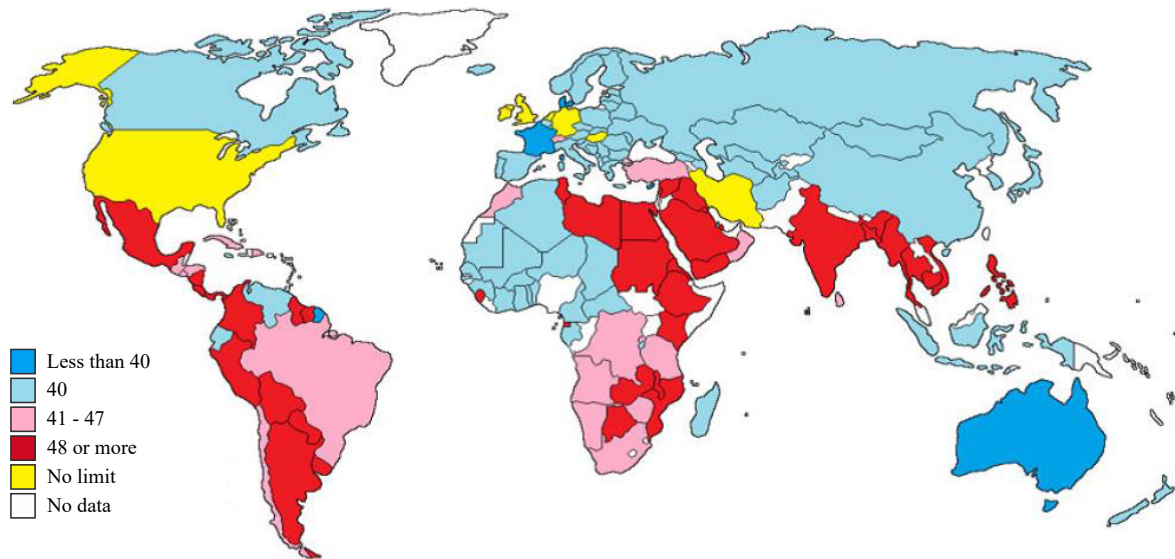 Less than 40
40
41 - 47
48 or more
No limit
No data